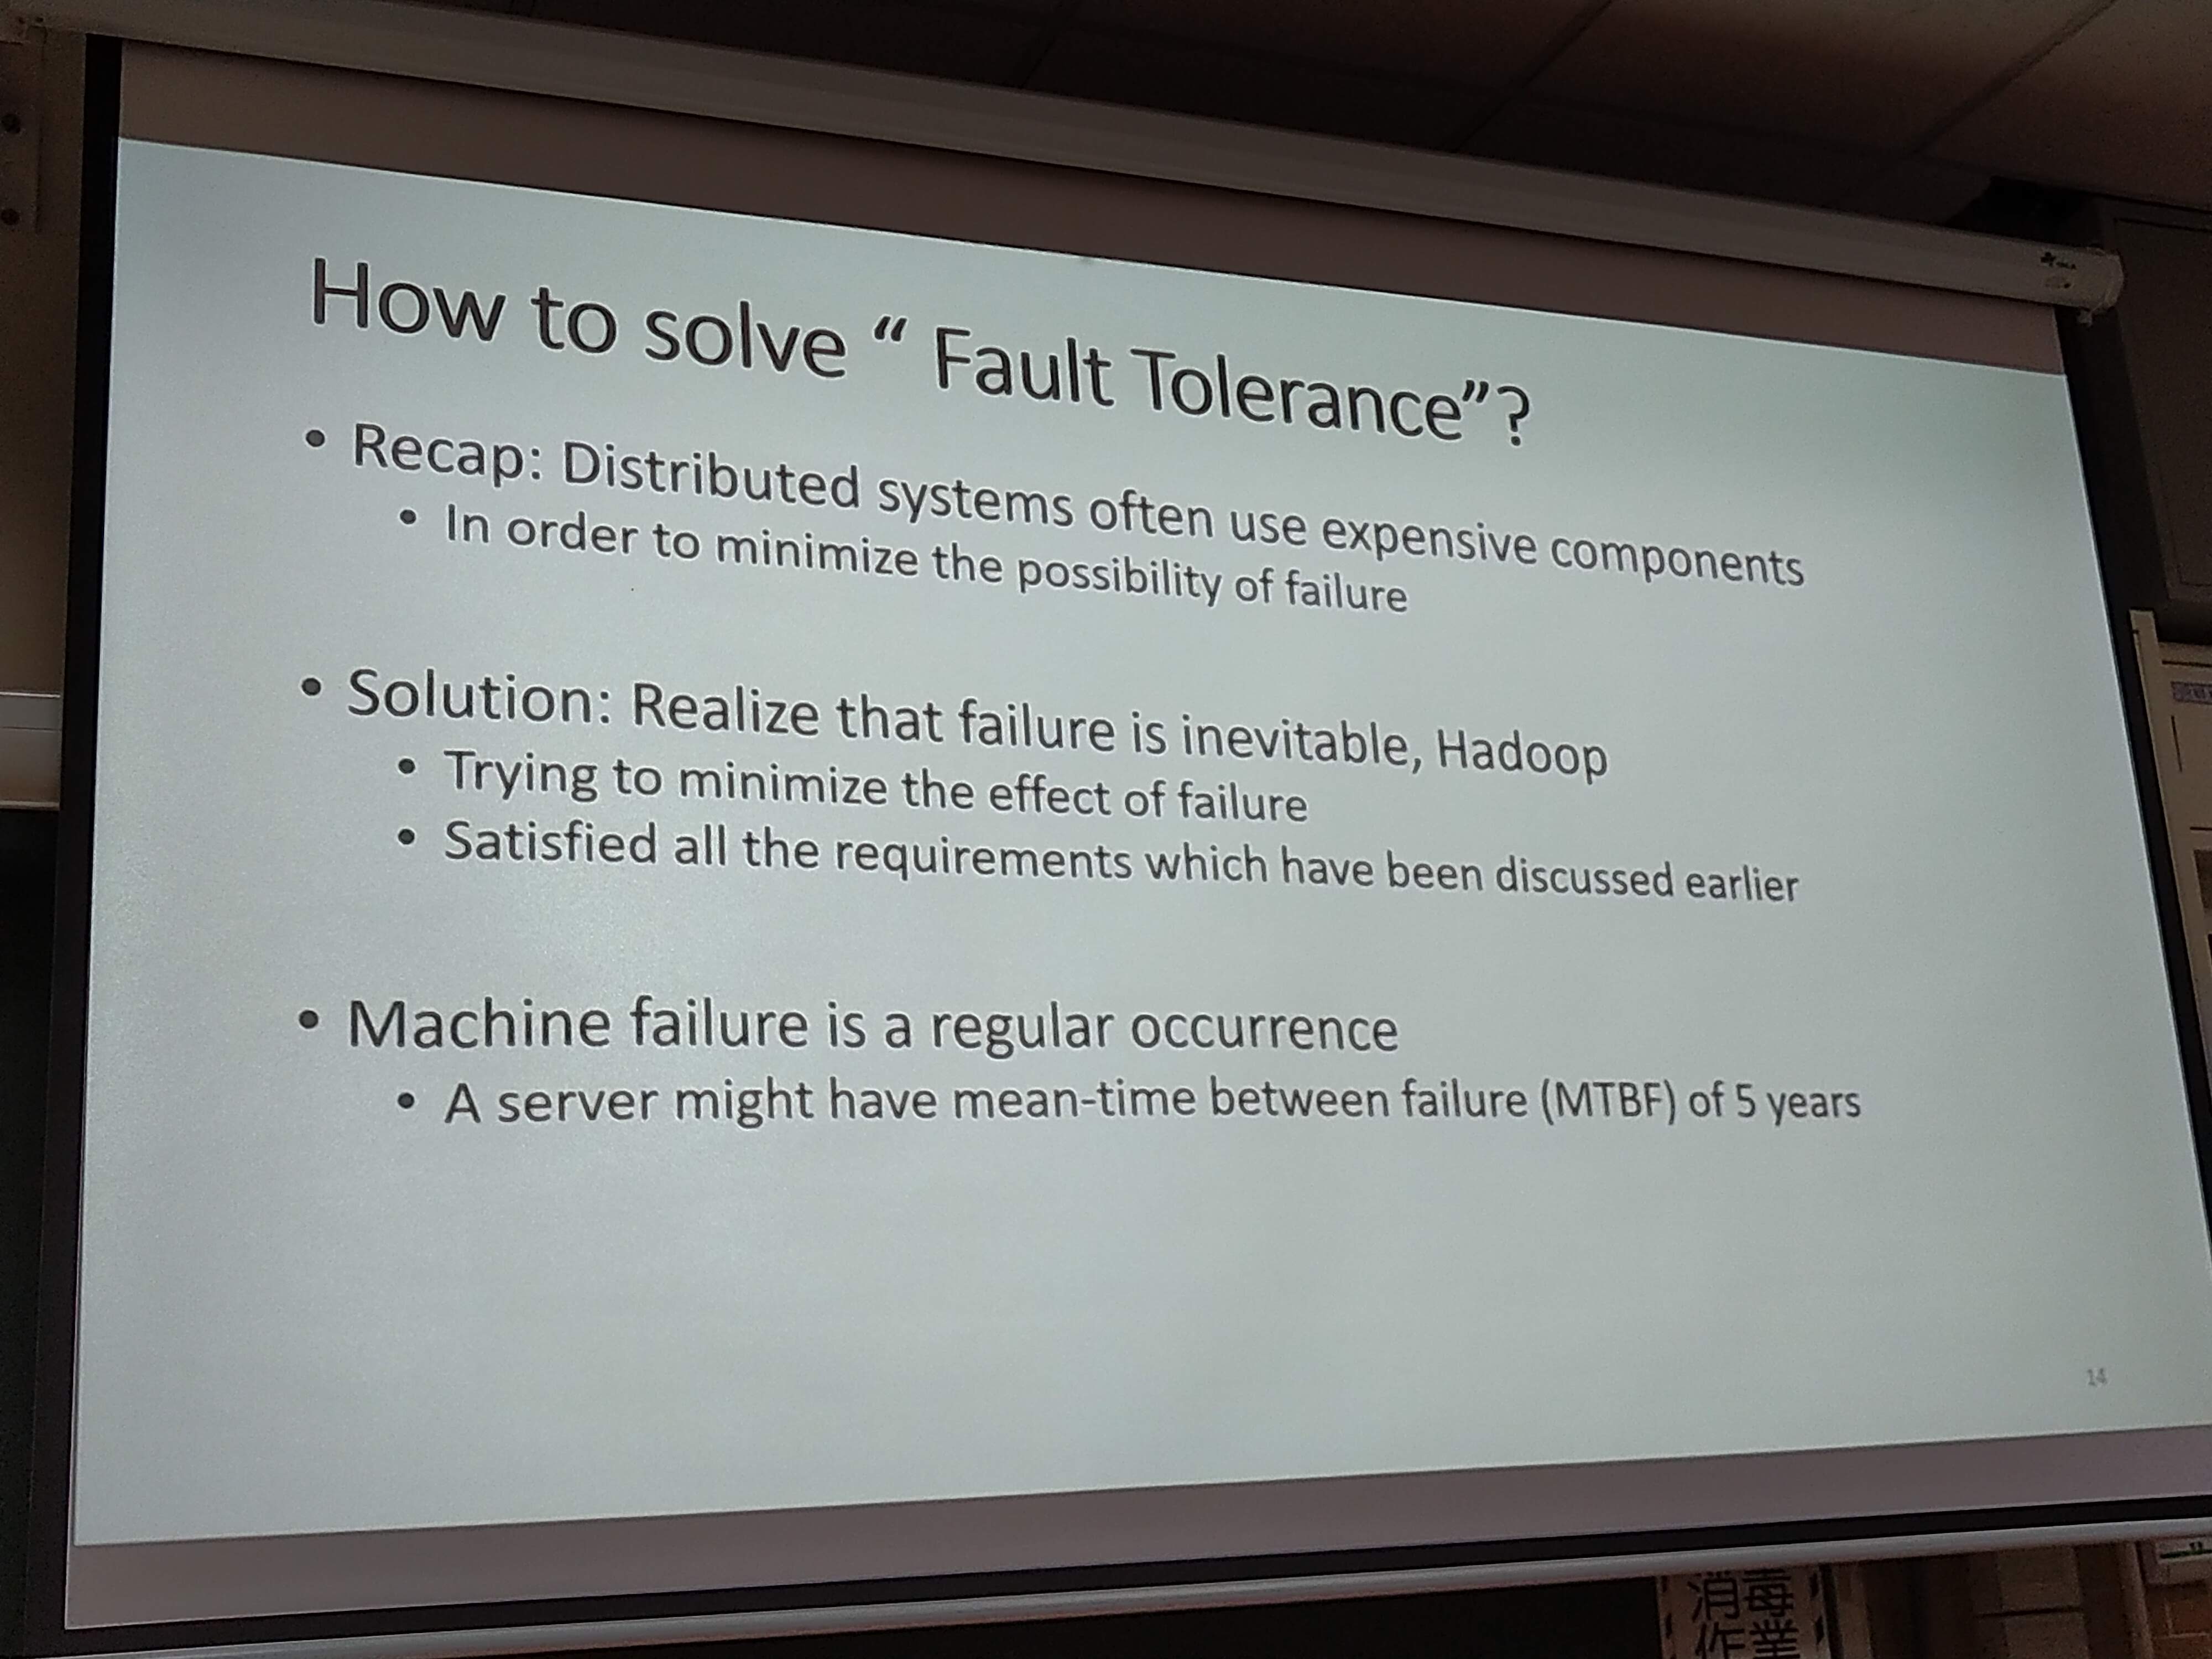 How to solve “ Fault Tolerance”?
• Recap: Distributed systems often use expensive components
• In order to minimize the possibility of failure
• Solution: Realize that failure is inevitable, Hadoop
• Trying to minimize the effect of failure
• Satisfied all the requirements which have been discussed earlier
• Machine failure is a regular occurrence
• A server might have mean-time between failure (MTBF) of 5 years
14
消毒
作業